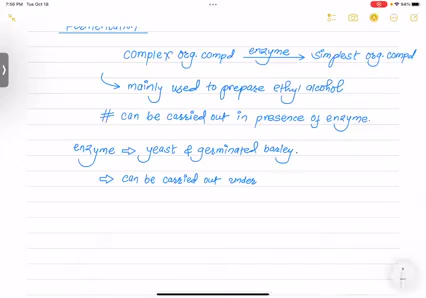 7:56 PM Tue Oct 18
94%
complex org. compd enzyme → simplest org. compd
↳ mainly used to prepare ethyl alcohol
# can be carried out in presence of enzyme.
enzyme ⇒ yeast & germinated barley.
⇒ can be carried out under